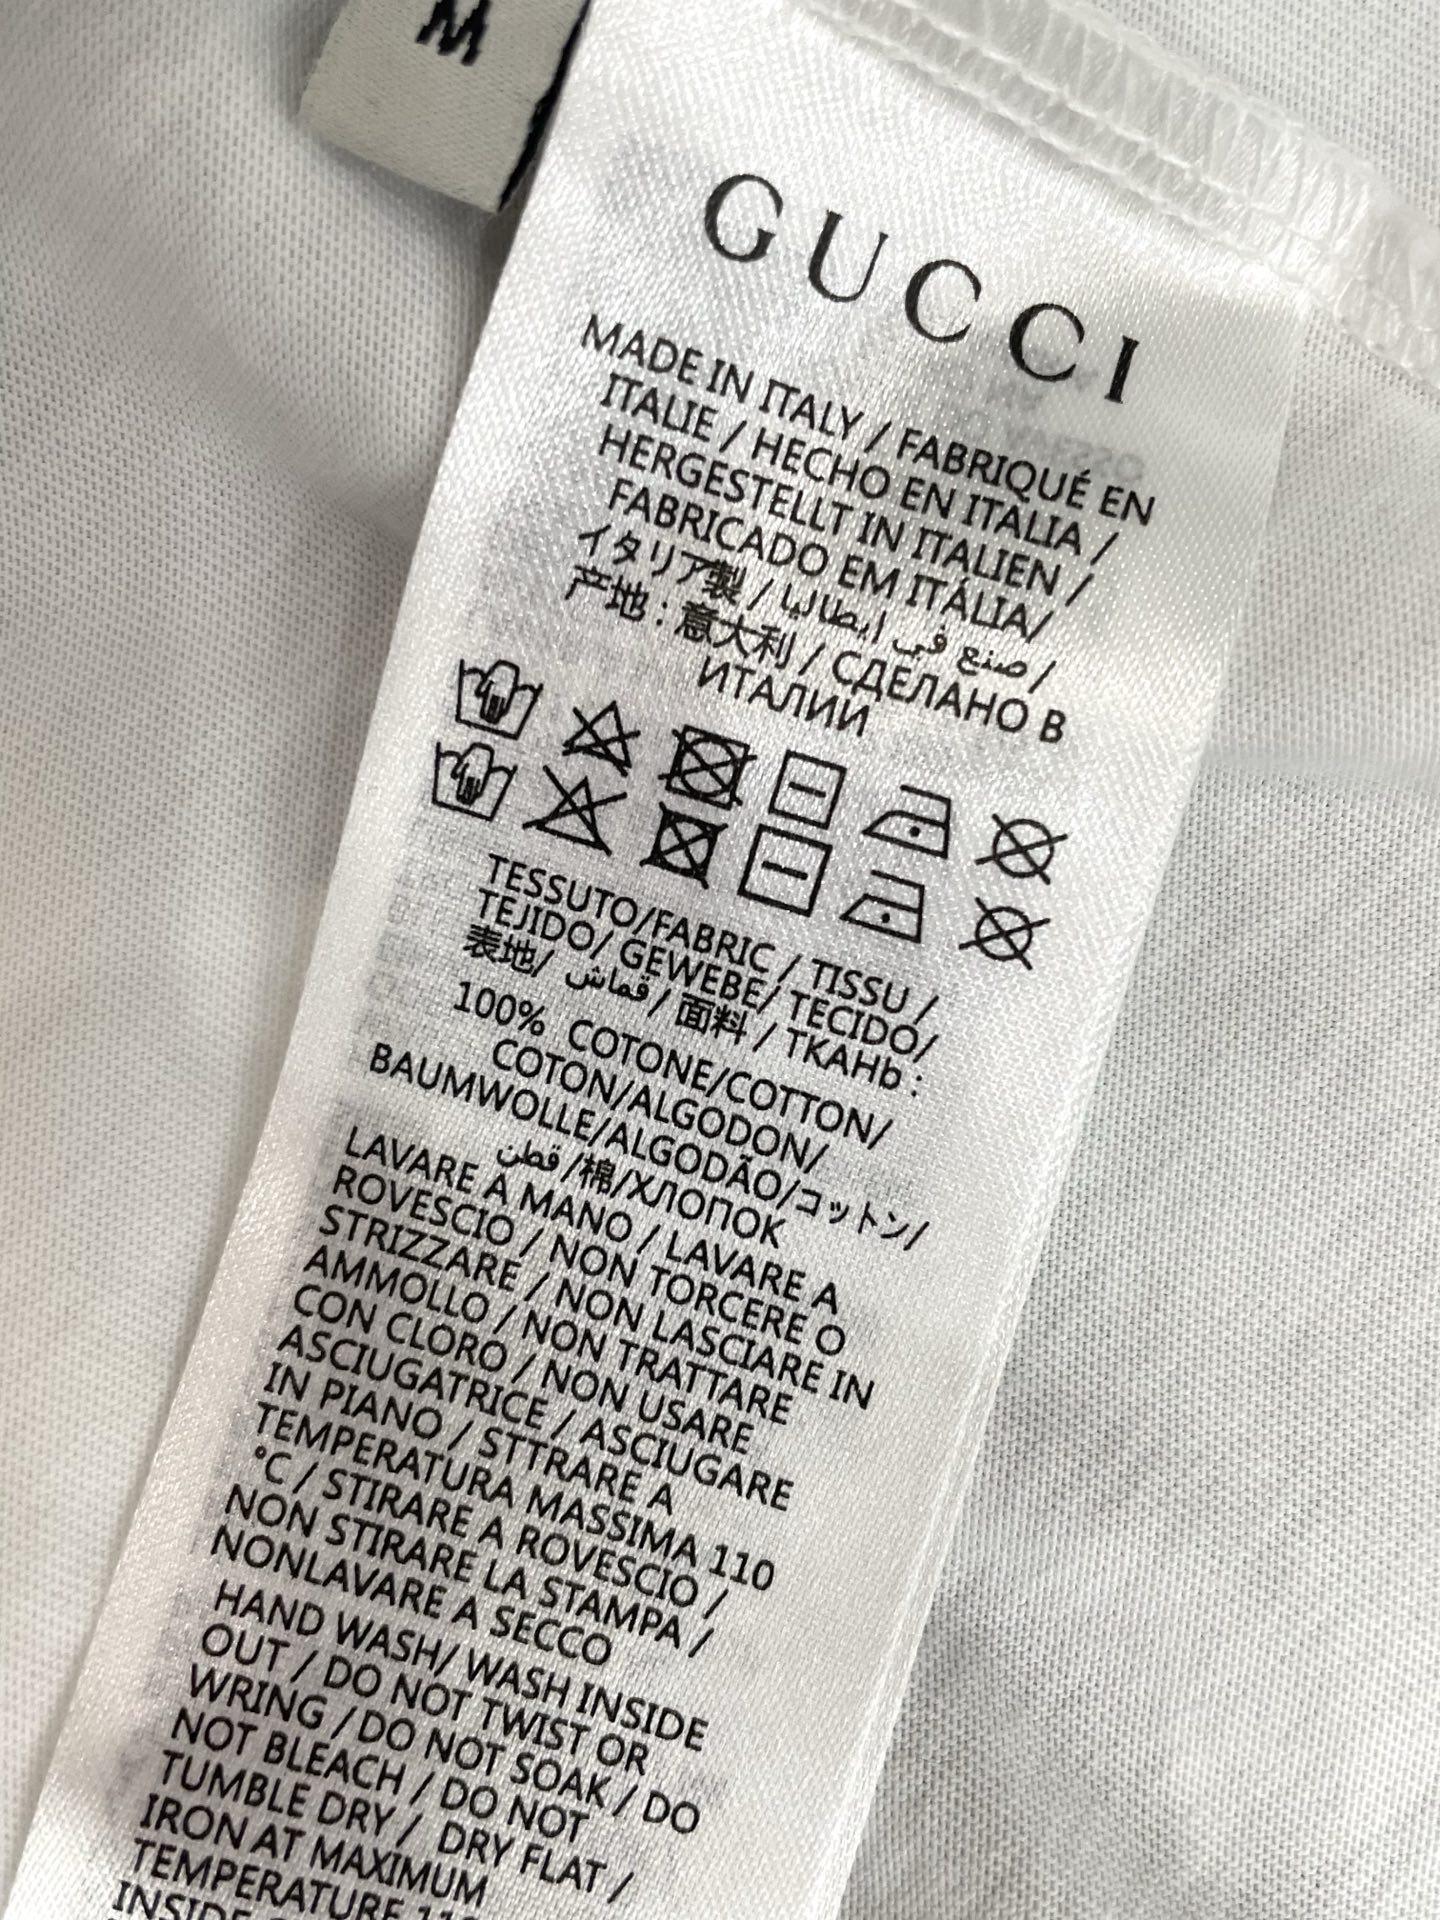 M
GUCCI
MADE IN ITALY / FABRIQUÉ EN
ITALIE / HECHO EN ITALIA /
HERGESTELLT IN ITALIEN /
FABRICADO EM ITÁLIA/
イタリア製 / صنع في إيطاليا /
产地 : 意大利 / СДЕЛАНО В
ИТАЛИИ
TESSUTO/FABRIC / TISSU /
TEJIDO/ GEWEBE/ TECIDO/
表地/ قماش / 面料 / ТКАНЬ :
100% COTONE/COTTON/
COTON/ALGODON/
BAUMWOLLE/ALGODÃO/コットン/
قطن /棉/ХЛОПОК
LAVARE A MANO / LAVARE A
ROVESCIO / NON TORCERE O
STRIZZARE / NON LASCIARE IN
AMMOLLO / NON TRATTARE
CON CLORO / NON USARE
ASCIUGATRICE / ASCIUGARE
IN PIANO / STTRARE A
TEMPERATURA MASSIMA 110
°C / STIRARE A ROVESCIO /
NON STIRARE LA STAMPA /
NONLAVARE A SECCO
HAND WASH/ WASH INSIDE
OUT / DO NOT TWIST OR
WRING / DO NOT SOAK / DO
NOT BLEACH / DO NOT
TUMBLE DRY / DRY FLAT /
IRON AT MAXIMUM
TEMPERATURE
INSIDE